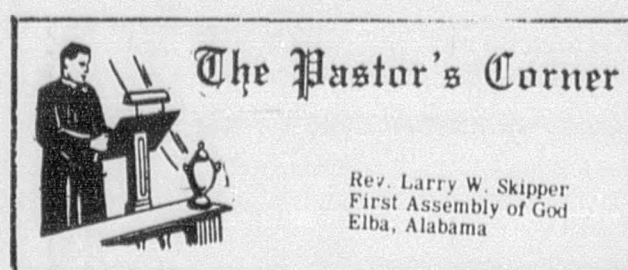 The Pastor's Corner
Rev. Larry W. Skipper
First Assembly of God
Elba, Alabama